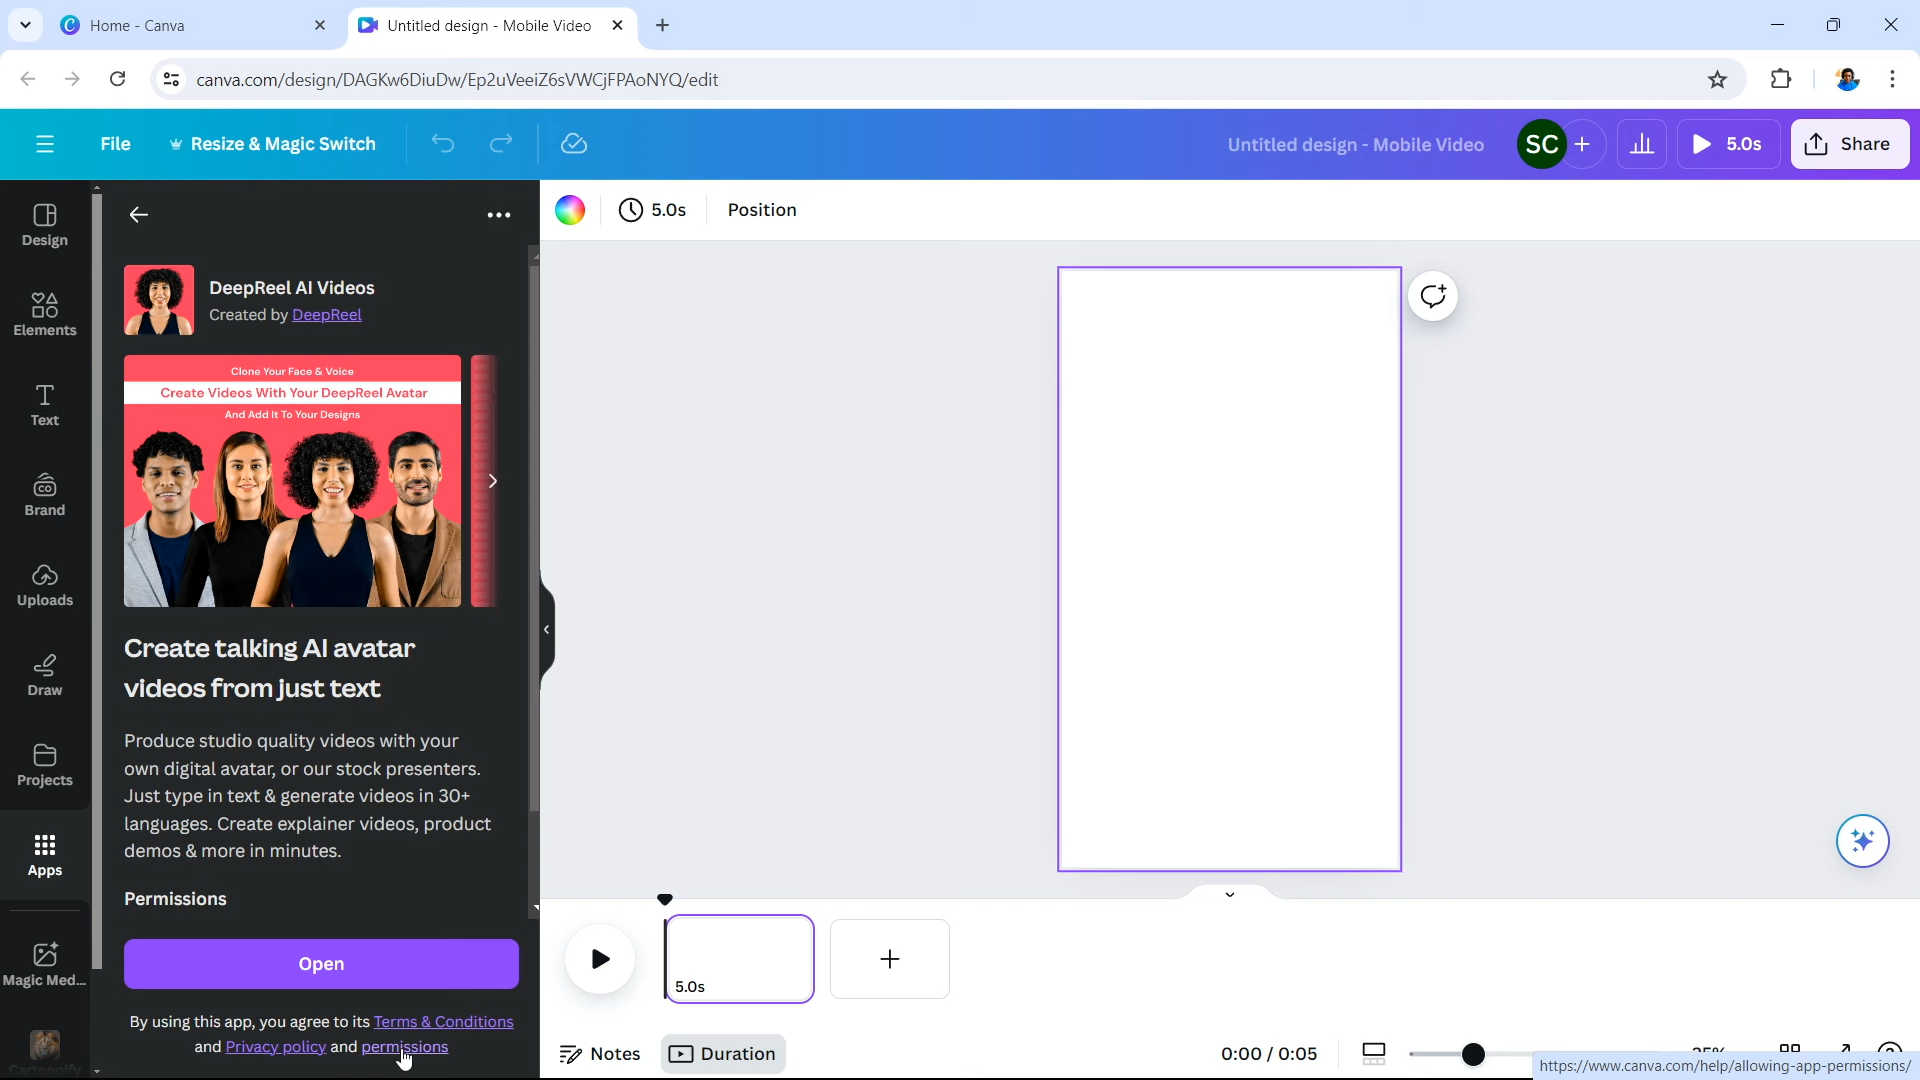 Home - Canva
Untitled design - Mobile Video
canva.com/design/DAGKw6DiuDw/Ep2uVeeiZ6sVWCjFPAoNYQ/edit
File
Resize & Magic Switch
Untitled design - Mobile Video
SC
5.0s
Share
Design
Elements
Text
Brand
Uploads
Draw
Projects
Apps
Magic Med...
Cartoonify
DeepReel AI Videos
Created by DeepReel
Clone Your Face & Voice
Create Videos With Your DeepReel Avatar
And Add It To Your Designs
Create talking AI avatar
videos from just text
Produce studio quality videos with your
own digital avatar, or our stock presenters.
Just type in text & generate videos in 30+
languages. Create explainer videos, product
demos & more in minutes.
Permissions
Open
By using this app, you agree to its Terms & Conditions
and Privacy policy and permissions
5.0s
Position
5.0s
Notes
Duration
0:00 / 0:05
https://www.canva.com/help/allowing-app-permissions/